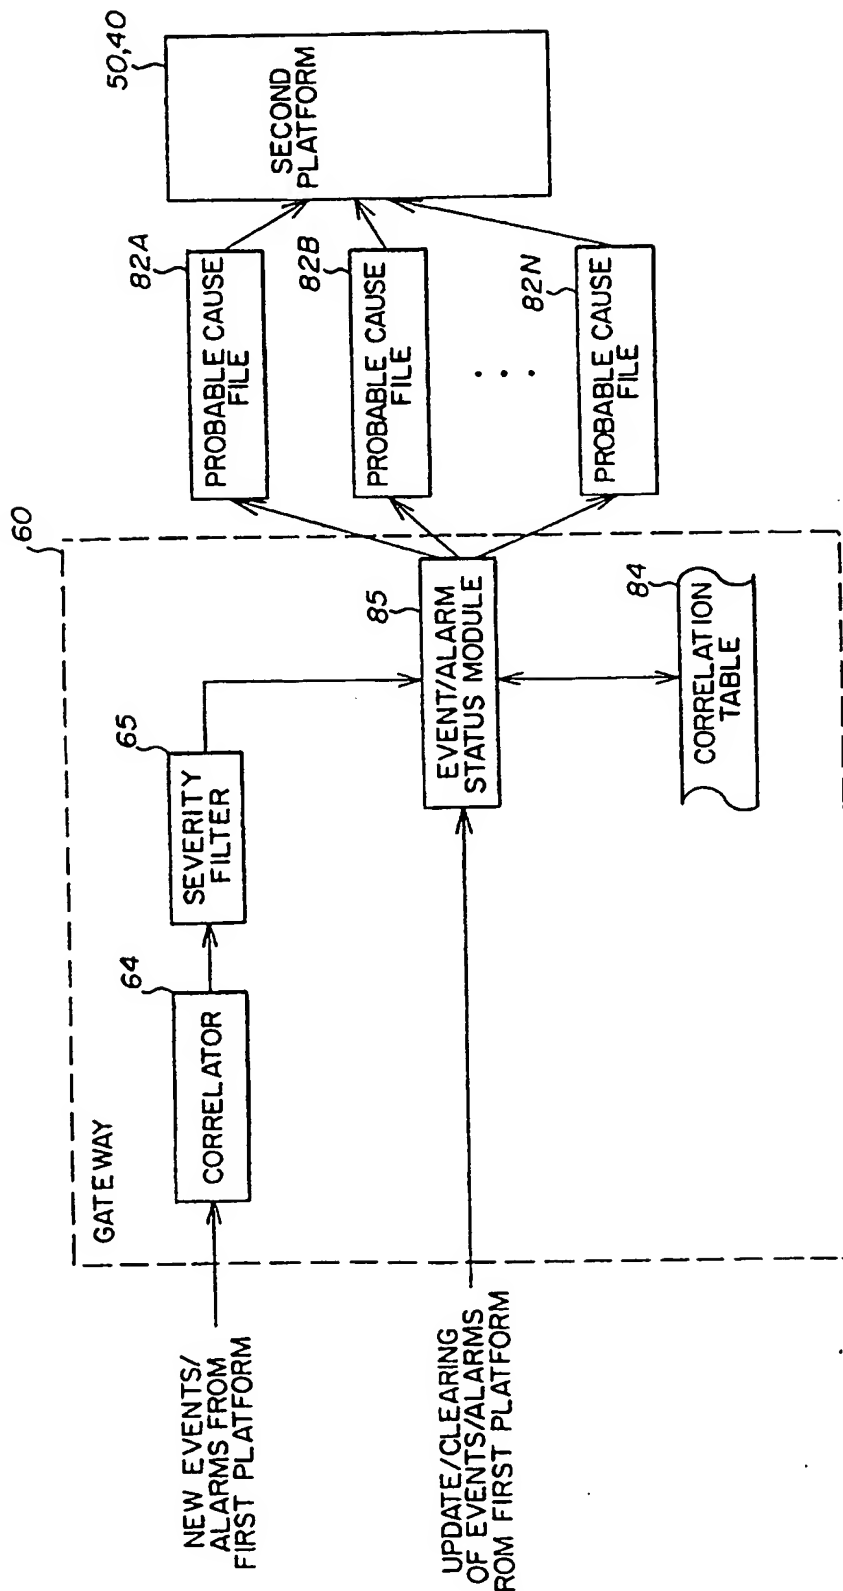 GATEWAY
60
NEW EVENTS/
ALARMS FROM
FIRST PLATFORM
CORRELATOR
64
SEVERITY
FILTER
65
UPDATE/CLEARING
OF EVENTS/ALARMS
ROM FIRST PLATFORM
EVENT/ALARM
STATUS MODULE
85
CORRELATION
TABLE
84
PROBABLE CAUSE
FILE
82A
PROBABLE CAUSE
FILE
82B
. . .
PROBABLE CAUSE
FILE
82N
SECOND
PLATFORM
50,40